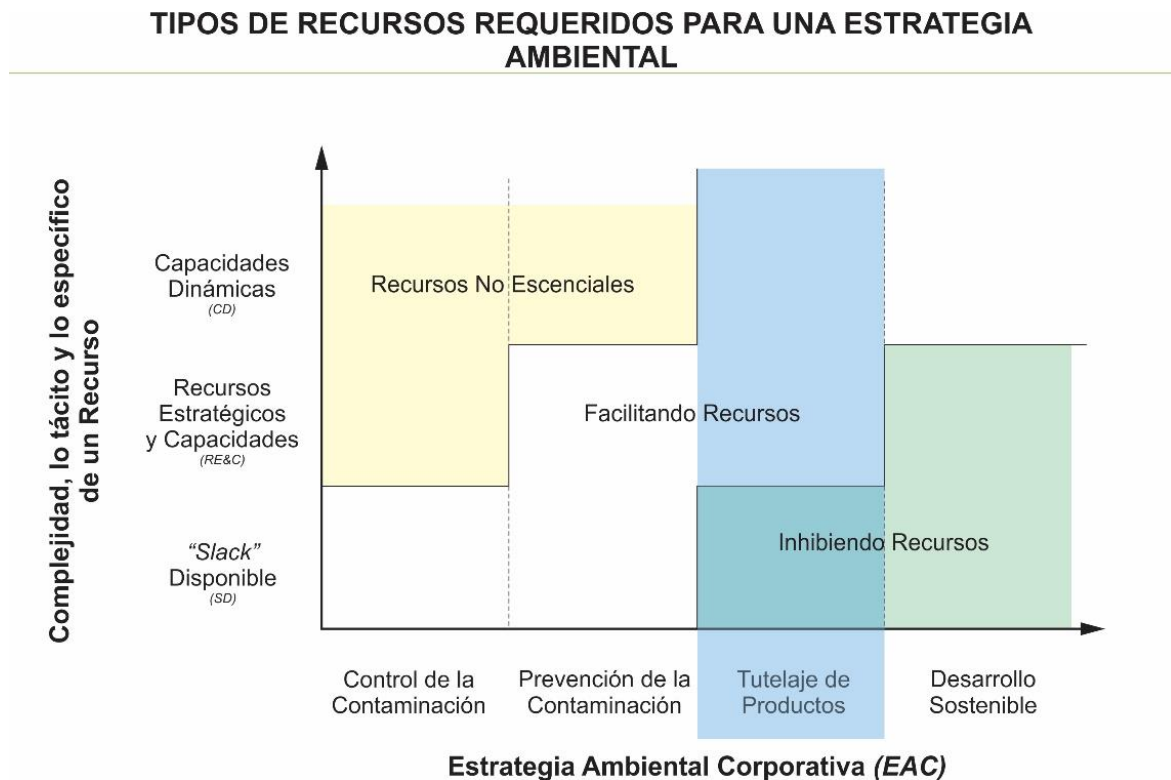 TIPOS DE RECURSOS REQUERIDOS PARA UNA ESTRATEGIA
AMBIENTAL
Complejidad, lo tácito y lo específico
de un Recurso
Capacidades
Dinámicas
(CD)
Recursos No Escenciales
Recursos
Estratégicos
y Capacidades
(RE&C)
Facilitando Recursos
“Slack”
Disponible
(SD)
Inhibiendo Recursos
Control de la
Contaminación
Prevención de la
Contaminación
Tutelaje de
Productos
Desarrollo
Sostenible
Estrategia Ambiental Corporativa (EAC)